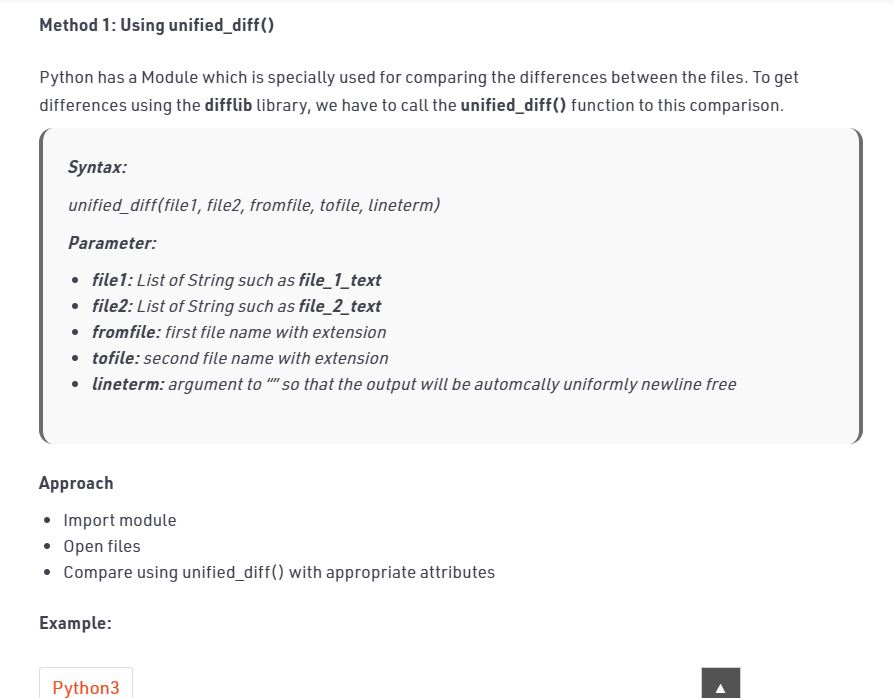 Method 1: Using unified_diff()
Python has a Module which is specially used for comparing the differences between the files. To get
differences using the difflib library, we have to call the unified_diff() function to this comparison.
Syntax:
unified_diff(file1, file2, fromfile, tofile, lineterm)
Parameter:
• file1: List of String such as file_1_text
• file2: List of String such as file_2_text
• fromfile: first file name with extension
• tofile: second file name with extension
• lineterm: argument to “” so that the output will be automcally uniformly newline free
Approach
• Import module
• Open files
• Compare using unified_diff() with appropriate attributes
Example:
Python3